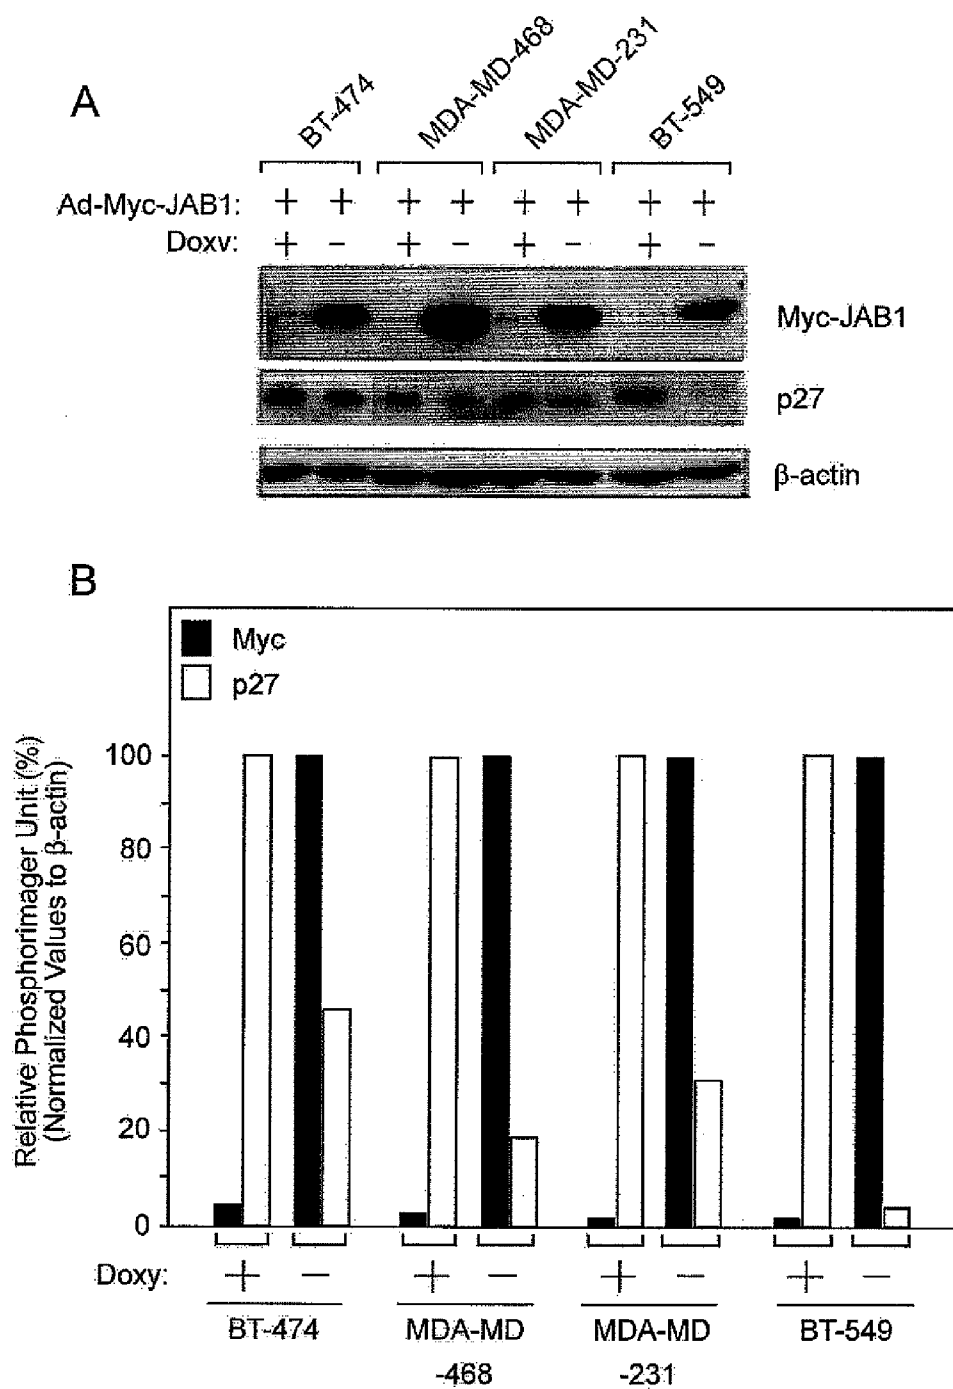 A
BT-474 MDA-MD-468 MDA-MD-231 BT-549
Ad-Myc-JAB1: + + + + + + + +
Doxv: + − + − + − + −
Myc-JAB1
p27
β-actin
B
Myc
p27
Relative Phosphorimager Unit (%)
(Normalized Values to β-actin)
100
80
60
40
20
0
Doxy: + − + − + − + −
BT-474 MDA-MD MDA-MD BT-549
-468 -231